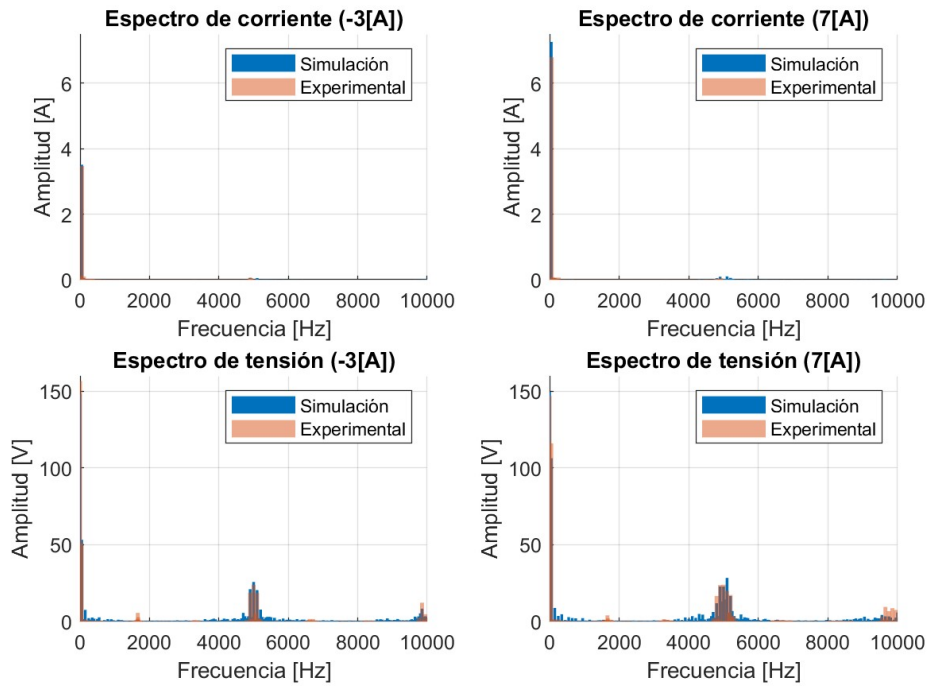 Espectro de corriente (-3[A])
Amplitud [A]
6
4
2
0
0 2000 4000 6000 8000 10000
Frecuencia [Hz]
Simulación
Experimental
Espectro de corriente (7[A])
Amplitud [A]
6
4
2
0
0 2000 4000 6000 8000 10000
Frecuencia [Hz]
Simulación
Experimental
Espectro de tensión (-3[A])
Amplitud [V]
150
100
50
0
0 2000 4000 6000 8000 10000
Frecuencia [Hz]
Simulación
Experimental
Espectro de tensión (7[A])
Amplitud [V]
150
100
50
0
0 2000 4000 6000 8000 10000
Frecuencia [Hz]
Simulación
Experimental